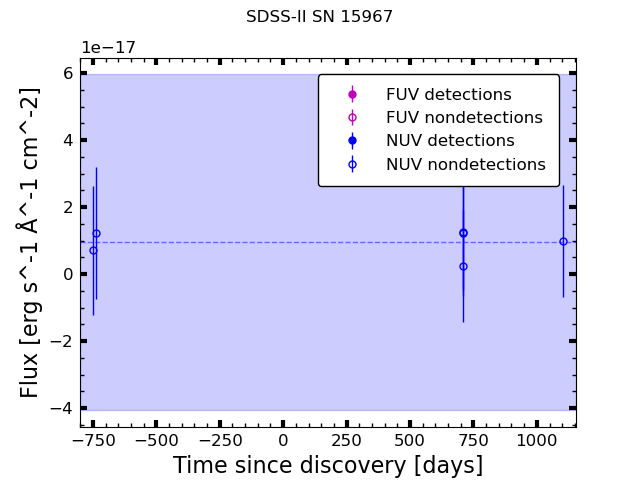 SDSS-II SN 15967
1e−17
6
4
2
0
−2
−4
Flux [erg s^-1 Å^-1 cm^-2]
FUV detections
FUV nondetections
NUV detections
NUV nondetections
−750 −500 −250 0 250 500 750 1000
Time since discovery [days]